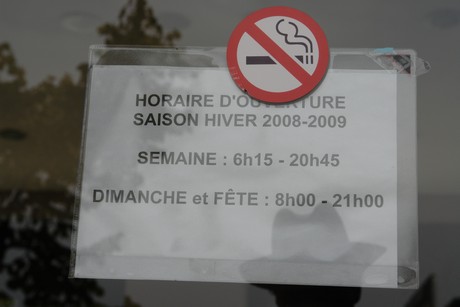 HORAIRE D'OUVERTURE
SAISON HIVER 2008-2009
SEMAINE : 6h15 - 20h45
DIMANCHE et FÊTE : 8h00 - 21h00